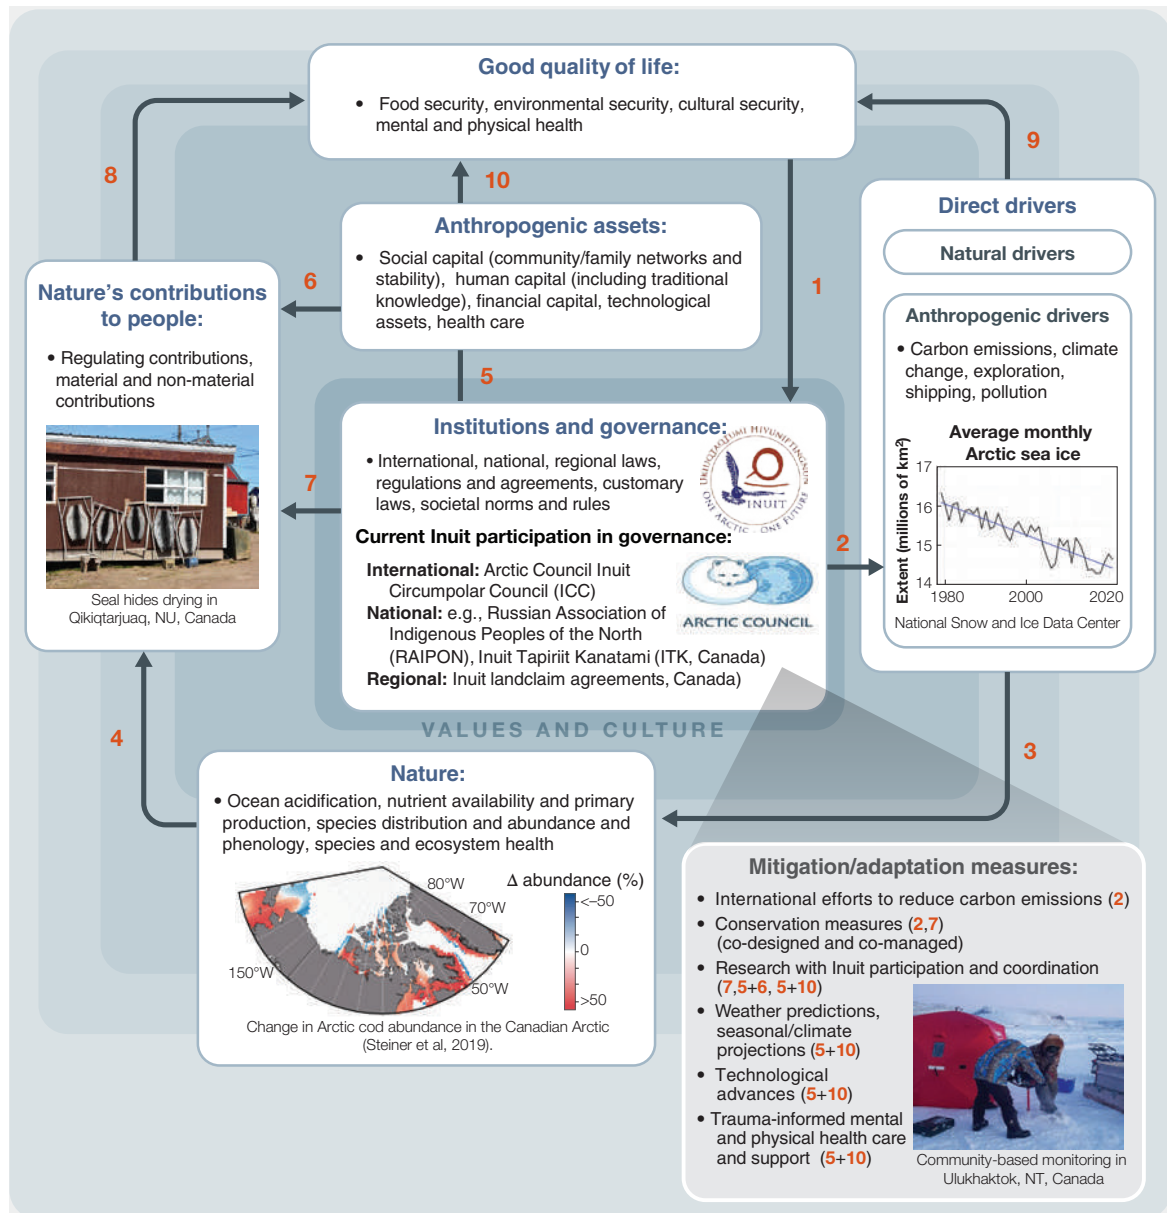 Good quality of life:
• Food security, environmental security, cultural security,
mental and physical health
8
9
10
1
Anthropogenic assets:
• Social capital (community/family networks and
stability), human capital (including traditional
knowledge), financial capital, technological
assets, health care
6
5
Direct drivers
Natural drivers
Anthropogenic drivers
• Carbon emissions, climate
change, exploration,
shipping, pollution
Average monthly
Arctic sea ice
Extent (millions of km²)
17
16
15
14
1980
2000
2020
National Snow and Ice Data Center
Nature's contributions
to people:
• Regulating contributions,
material and non-material
contributions
Seal hides drying in
Qikiqtarjuaq, NU, Canada
7
Institutions and governance:
• International, national, regional laws,
regulations and agreements, customary
laws, societal norms and rules
INUIT
ONE ARCTIC - ONE FUTURE
Current Inuit participation in governance:
International: Arctic Council Inuit
Circumpolar Council (ICC)
National: e.g., Russian Association of
Indigenous Peoples of the North
(RAIPON), Inuit Tapiriit Kanatami (ITK, Canada)
Regional: Inuit landclaim agreements, Canada)
ARCTIC COUNCIL
2
VALUES AND CULTURE
4
3
Nature:
• Ocean acidification, nutrient availability and primary
production, species distribution and abundance and
phenology, species and ecosystem health
80°W
70°W
50°W
150°W
Δ abundance (%)
<–50
0
>50
Change in Arctic cod abundance in the Canadian Arctic
(Steiner et al, 2019).
Mitigation/adaptation measures:
• International efforts to reduce carbon emissions (2)
• Conservation measures (2,7)
(co-designed and co-managed)
• Research with Inuit participation and coordination
(7,5+6, 5+10)
• Weather predictions,
seasonal/climate
projections (5+10)
• Technological
advances (5+10)
• Trauma-informed mental
and physical health care
and support (5+10)
Community-based monitoring in
Ulukhaktok, NT, Canada